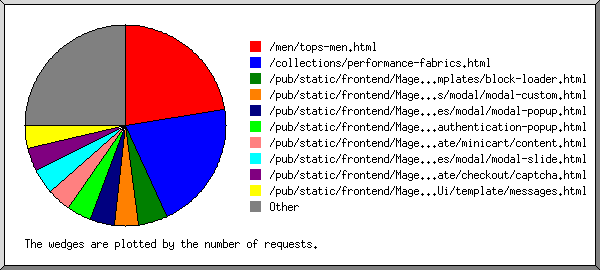 /men/tops-men.html
/collections/performance-fabrics.html
/pub/static/frontend/Mage...mplates/block-loader.html
/pub/static/frontend/Mage...s/modal/modal-custom.html
/pub/static/frontend/Mage...es/modal/modal-popup.html
/pub/static/frontend/Mage...authentication-popup.html
/pub/static/frontend/Mage...ate/minicart/content.html
/pub/static/frontend/Mage...es/modal/modal-slide.html
/pub/static/frontend/Mage...ate/checkout/captcha.html
/pub/static/frontend/Mage...Ui/template/messages.html
Other
The wedges are plotted by the number of requests.